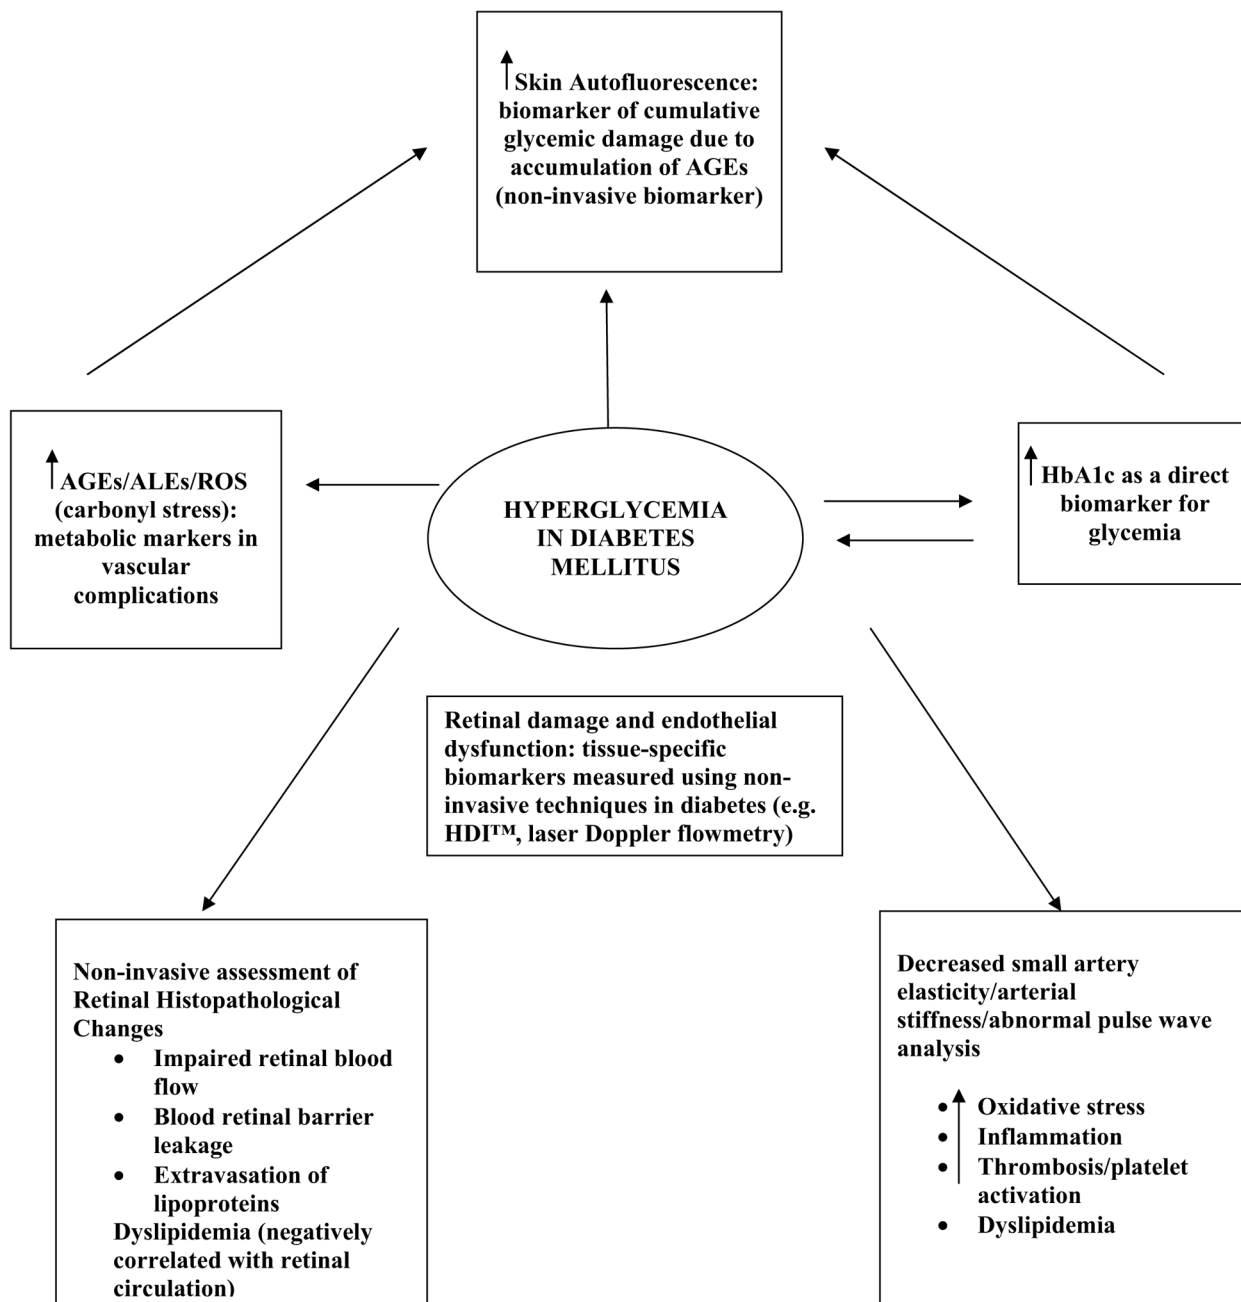 Skin Autofluorescence:
biomarker of cumulative
glycemic damage due to
accumulation of AGEs
(non-invasive biomarker)
AGEs/ALEs/ROS
(carbonyl stress):
metabolic markers in
vascular
complications
HYPERGLYCEMIA
IN DIABETES
MELLITUS
HbA1c as a direct
biomarker for
glycemia
Retinal damage and endothelial
dysfunction: tissue-specific
biomarkers measured using non-
invasive techniques in diabetes (e.g.
HDI™, laser Doppler flowmetry)
Non-invasive assessment of
Retinal Histopathological
Changes
• Impaired retinal blood
flow
• Blood retinal barrier
leakage
• Extravasation of
lipoproteins
Dyslipidemia (negatively
correlated with retinal
circulation)
Decreased small artery
elasticity/arterial
stiffness/abnormal pulse wave
analysis
• Oxidative stress
• Inflammation
• Thrombosis/platelet
activation
• Dyslipidemia